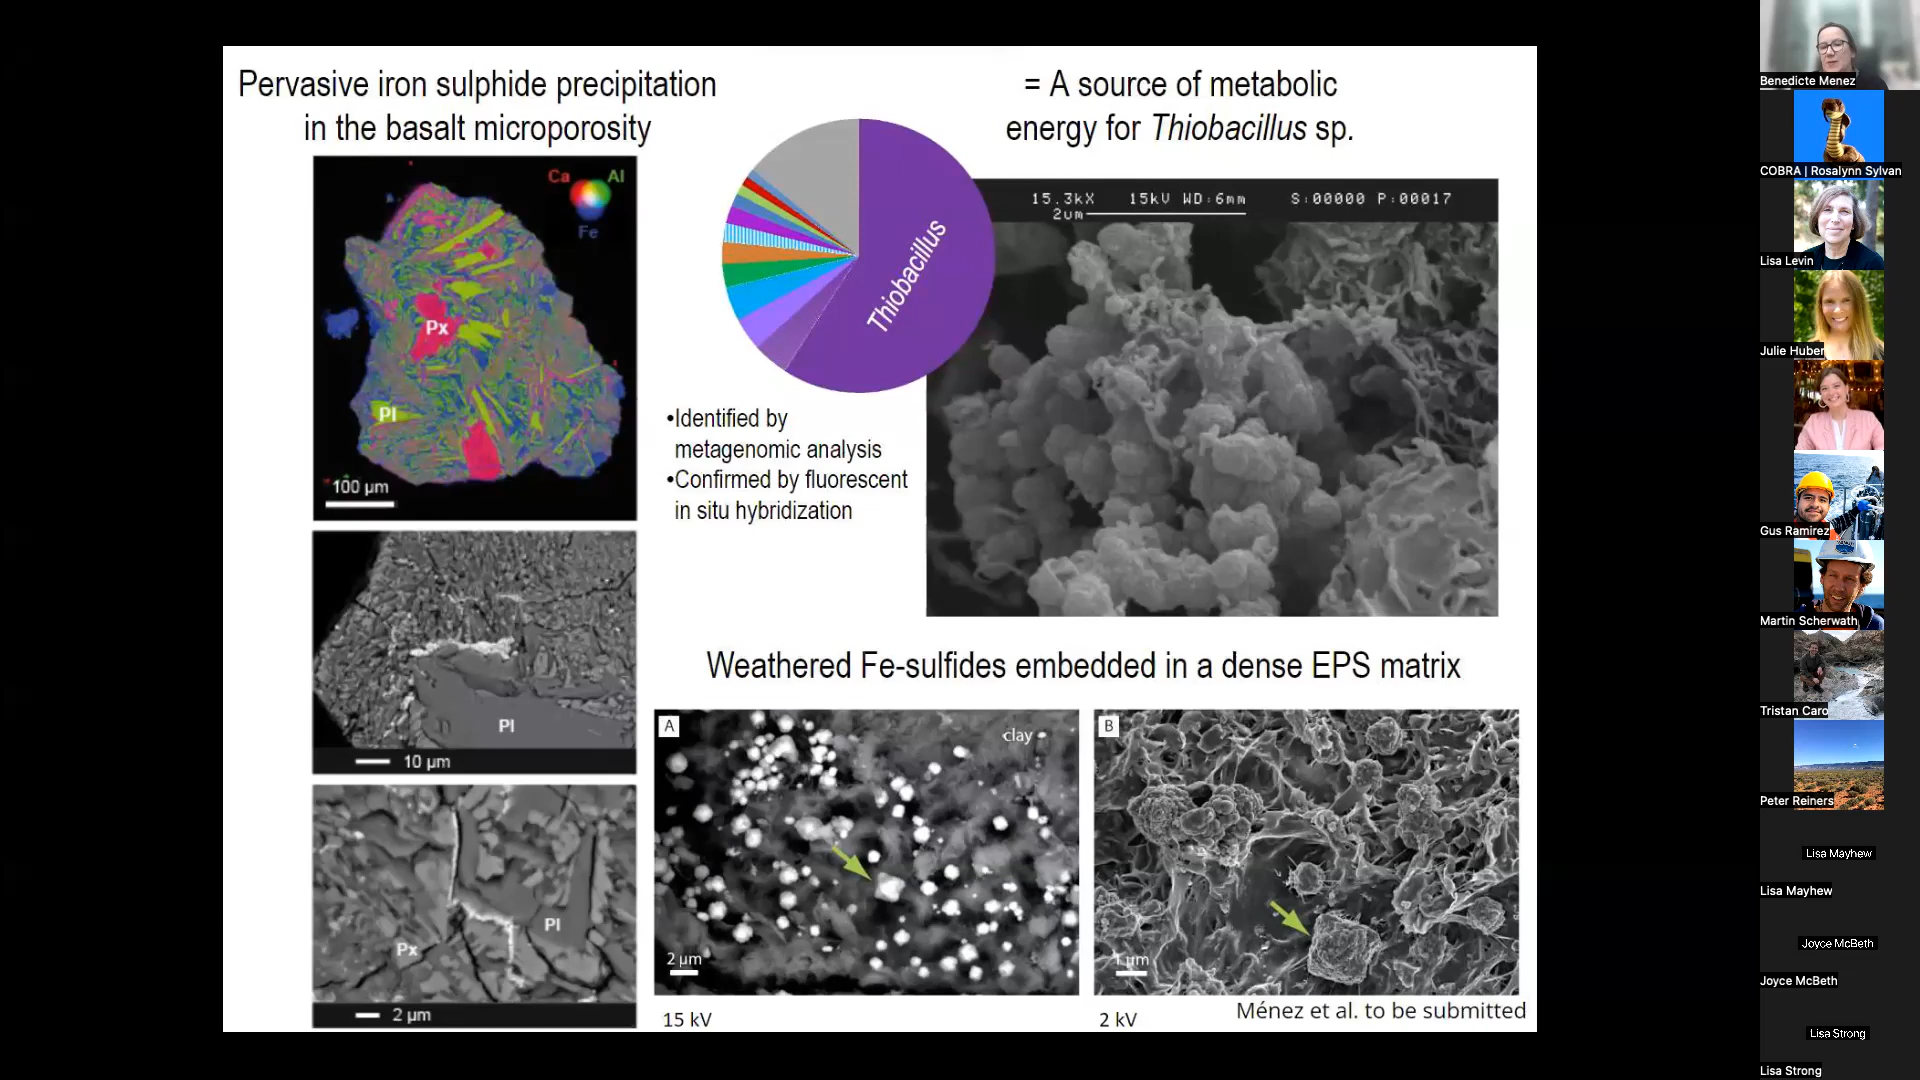 Pervasive iron sulphide precipitation
in the basalt microporosity
= A source of metabolic
energy for Thiobacillus sp.
Ca
Al
Fe
Px
Pl
100 µm
Pl
10 µm
Px
Pl
2 µm
Thiobacillus
•Identified by
metagenomic analysis
•Confirmed by fluorescent
in situ hybridization
15.3kX 15kV WD:6mm S:00000 P:00017
2um
Weathered Fe-sulfides embedded in a dense EPS matrix
A
clay
2 µm
15 kV
B
1 µm
2 kV
Ménez et al. to be submitted
Benedicte Menez
COBRA | Rosalynn Sylvan
Lisa Levin
Julie Huber
Gus Ramirez
Martin Scherwath
Tristan Caro
Peter Reiners
Lisa Mayhew
Lisa Mayhew
Joyce McBeth
Joyce McBeth
Lisa Strong
Lisa Strong